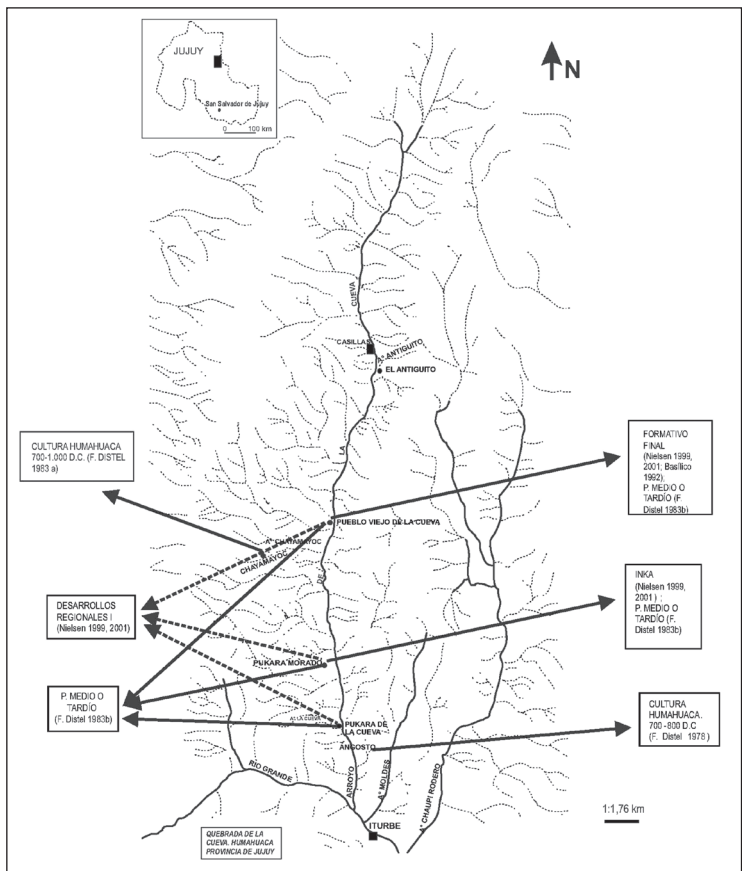 JUJUY
San Salvador de Jujuy
0 100 km
N
CUEVA
CASILLAS
A° ANTIGUITO
EL ANTIGUITO
LA
CULTURA HUMAHUACA
700-1.000 D.C. (F. DISTEL
1983 a)
FORMATIVO
FINAL
(Nielsen 1999,
2001; Basílico
1992);
P. MEDIO O
TARDÍO (F.
Distel 1983b)
PUEBLO VIEJO DE LA CUEVA
A° CHAYAMAYOC
CHAYAMAYOC
DE
DESARROLLOS
REGIONALES I
(Nielsen 1999, 2001)
INKA
(Nielsen 1999,
2001) ;
P. MEDIO O
TARDÍO (F.
Distel 1983b)
PUKARA MORADO
P. MEDIO O
TARDÍO
(F. Distel 1983b)
A° LA CUEVA
PUKARA DE
LA CUEVA
ANGOSTO
CULTURA
HUMAHUACA.
700 -800 D.C
(F. Distel 1978 )
RÍO GRANDE
ARROYO
A° MOLDES
A° CHAUPI RODERO
1:1,76 km
ITURBE
QUEBRADA DE LA
CUEVA. HUMAHUACA
PROVINCIA DE JUJUY